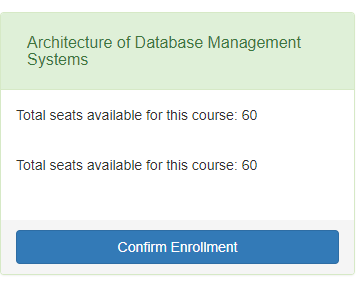 Architecture of Database Management
Systems
Total seats available for this course: 60
Total seats available for this course: 60
Confirm Enrollment